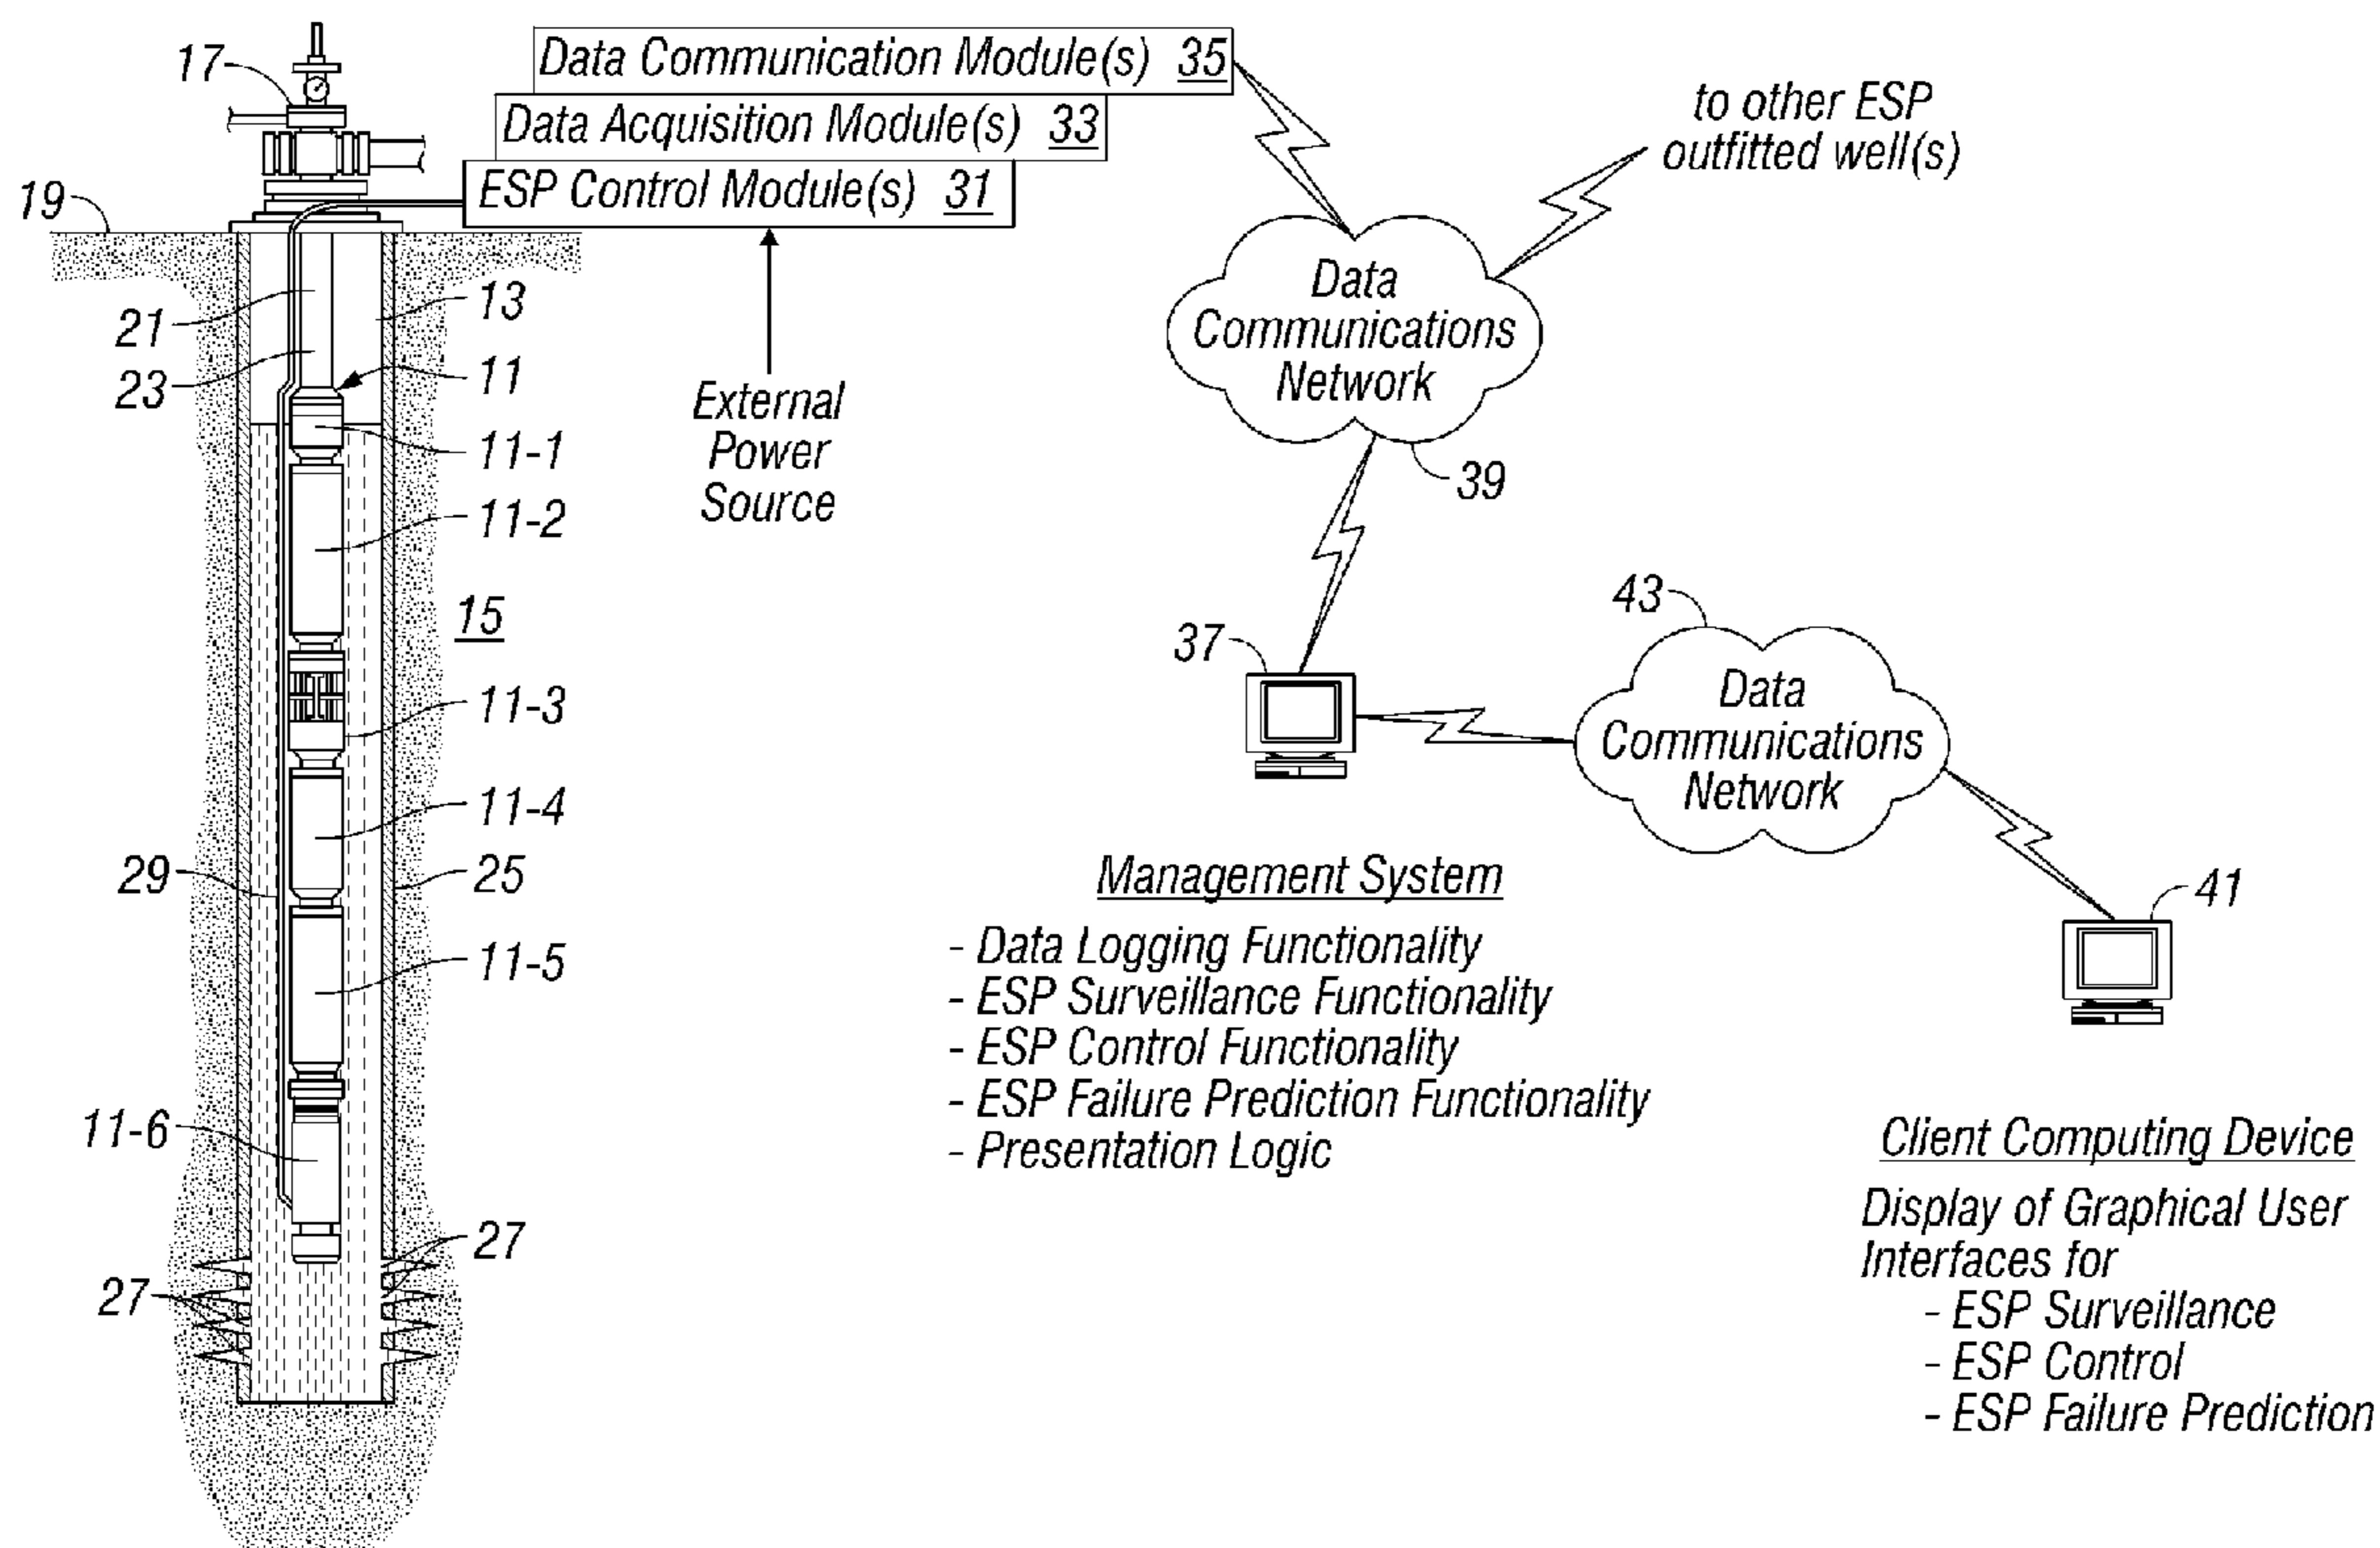 17
Data Communication Module(s) 35
Data Acquisition Module(s) 33
ESP Control Module(s) 31
to other ESP
outfitted well(s)
19
21
13
23
11
External
Power
Source
Data
Communications
Network
39
11-1
11-2
15
11-3
11-4
29
25
11-5
11-6
27
27
37
43
Data
Communications
Network
41
Management System
- Data Logging Functionality
- ESP Surveillance Functionality
- ESP Control Functionality
- ESP Failure Prediction Functionality
- Presentation Logic
Client Computing Device
Display of Graphical User
Interfaces for
- ESP Surveillance
- ESP Control
- ESP Failure Prediction